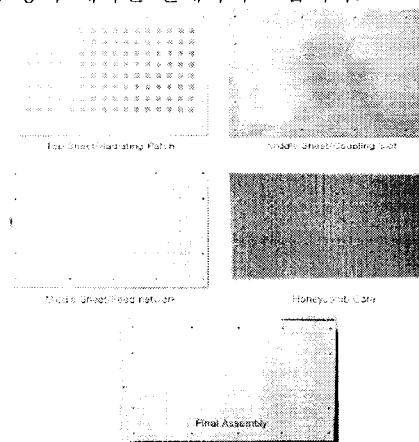 Top Sheet/Radiating Patch
Middle Sheet/Coupling Slot
Middle Sheet/Feed network
Honeycomb Core
Final Assembly